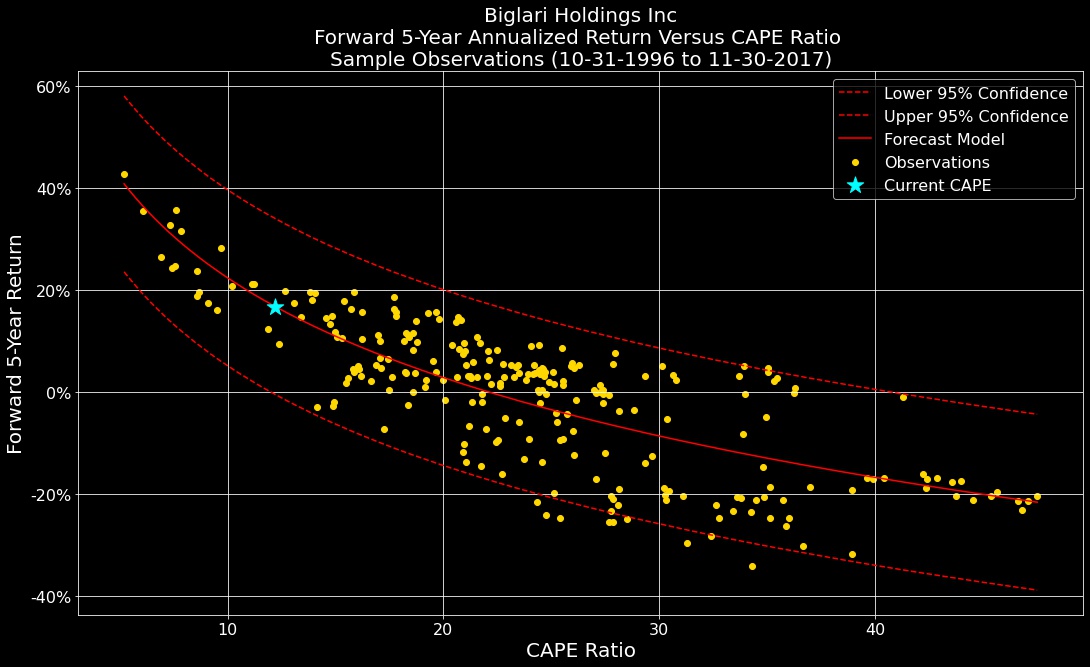 Biglari Holdings Inc
Forward 5-Year Annualized Return Versus CAPE Ratio
Sample Observations (10-31-1996 to 11-30-2017)
Lower 95% Confidence
Upper 95% Confidence
Forecast Model
Observations
Current CAPE
Forward 5-Year Return
60%
40%
20%
0%
-20%
-40%
10
20
30
40
CAPE Ratio